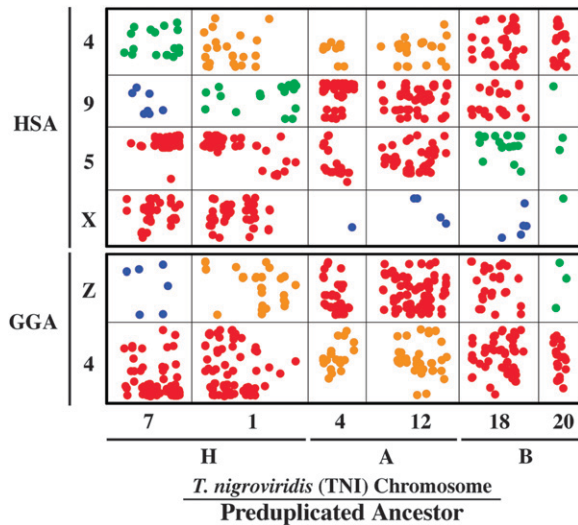 HSA
4
9
5
X
GGA
Z
4
7 1 4 12 18 20
H A B
T. nigroviridis (TNI) Chromosome
Preduplicated Ancestor